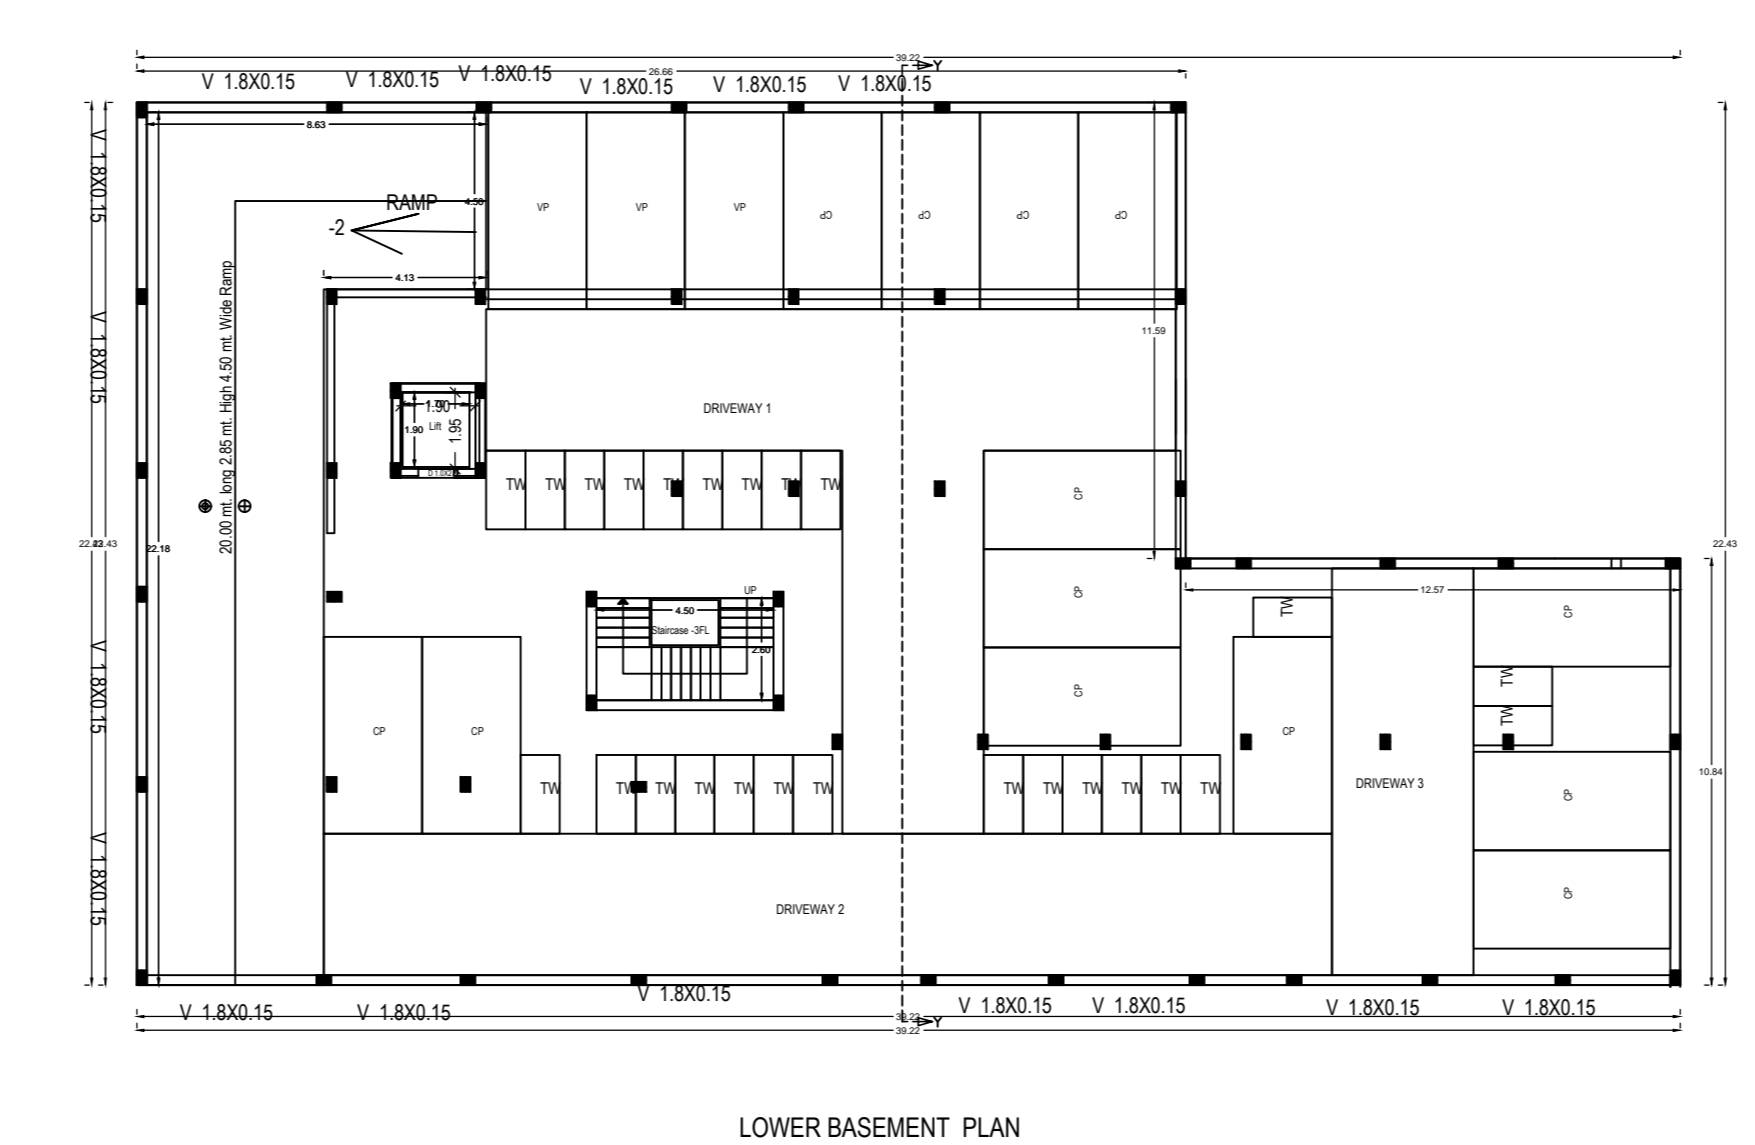 39.22
Y
26.66
V 1.8X0.15
V 1.8X0.15
V 1.8X0.15
V 1.8X0.15
V 1.8X0.15
V 1.8X0.15
8.63
V 1.8X0.15
RAMP
4.50
-2
VP
VP
VP
CP
CP
CP
CP
4.13
20.00 mt. long 2.85 mt. High 4.50 mt. Wide Ramp
V 1.8X0.15
11.59
DRIVEWAY 1
1.90
1.90
Lift
1.95
TW
TW
TW
TW
TW
TW
TW
TW
TW
CP
22.43
22.18
22.43
UP
CP
12.57
CP
TW
4.50
Staircase -3FL
2.60
V 1.8X0.15
CP
TW
TW
CP
CP
CP
10.84
DRIVEWAY 3
TW
TW
TW
TW
TW
TW
TW
TW
TW
TW
TW
TW
TW
CP
V 1.8X0.15
CP
DRIVEWAY 2
V 1.8X0.15
V 1.8X0.15
V 1.8X0.15
V 1.8X0.15
V 1.8X0.15
V 1.8X0.15
V 1.8X0.15
39.22
Y
39.22
LOWER BASEMENT PLAN